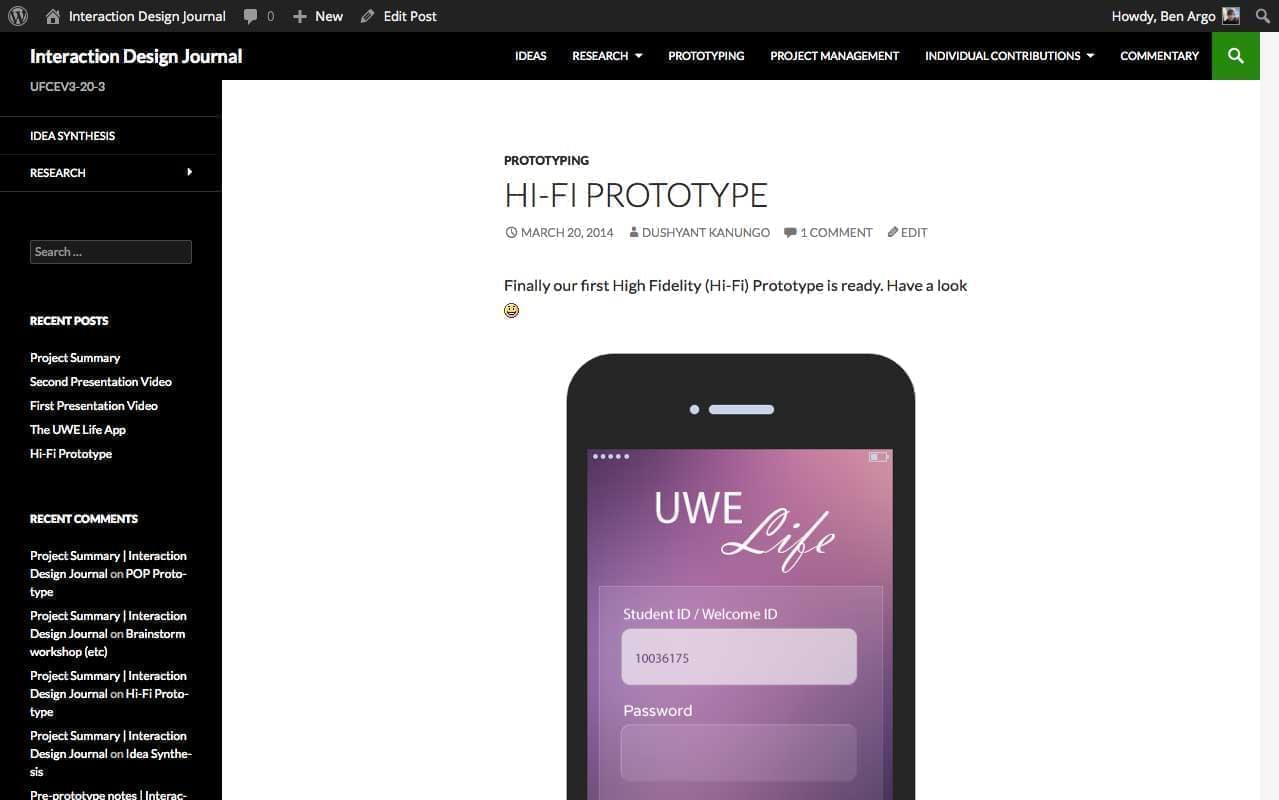 Interaction Design Journal 0 New Edit Post Howdy, Ben Argo
Interaction Design Journal IDEAS RESEARCH PROTOTYPING PROJECT MANAGEMENT INDIVIDUAL CONTRIBUTIONS COMMENTARY
UFCEV3-20-3
IDEA SYNTHESIS
RESEARCH
Search ...
RECENT POSTS
Project Summary
Second Presentation Video
First Presentation Video
The UWE Life App
Hi-Fi Prototype
RECENT COMMENTS
Project Summary | Interaction
Design Journal on POP Proto-
type
Project Summary | Interaction
Design Journal on Brainstorm
workshop (etc)
Project Summary | Interaction
Design Journal on Hi-Fi Proto-
type
Project Summary | Interaction
Design Journal on Idea Synthe-
sis
Pre-prototype notes | Interac-
PROTOTYPING
HI-FI PROTOTYPE
MARCH 20, 2014 DUSHYANT KANUNGO 1 COMMENT EDIT
Finally our first High Fidelity (Hi-Fi) Prototype is ready. Have a look
UWE
Life
Student ID / Welcome ID
10036175
Password